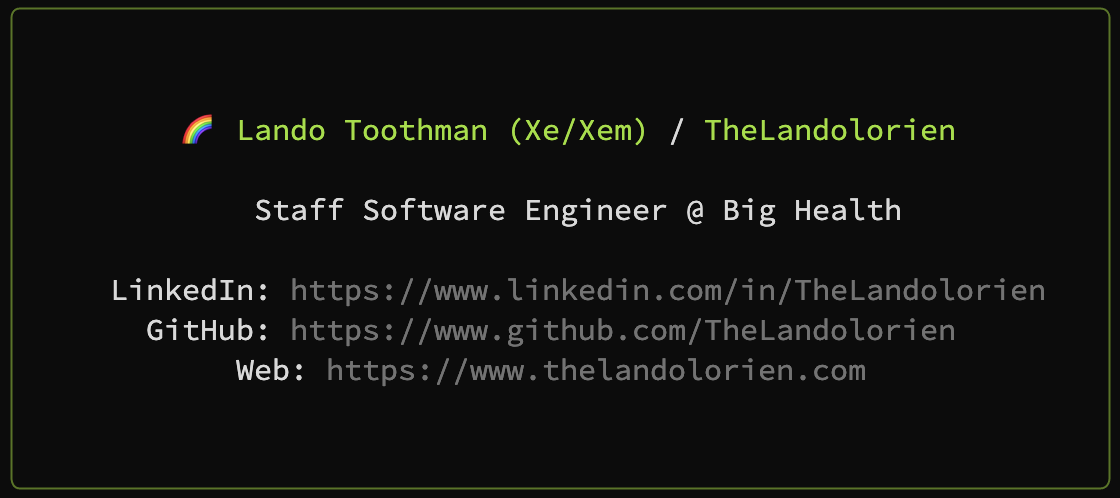 🌈 Lando Toothman (Xe/Xem) / TheLandolorien
Staff Software Engineer @ Big Health
LinkedIn: https://www.linkedin.com/in/TheLandolorien
GitHub: https://www.github.com/TheLandolorien
Web: https://www.thelandolorien.com